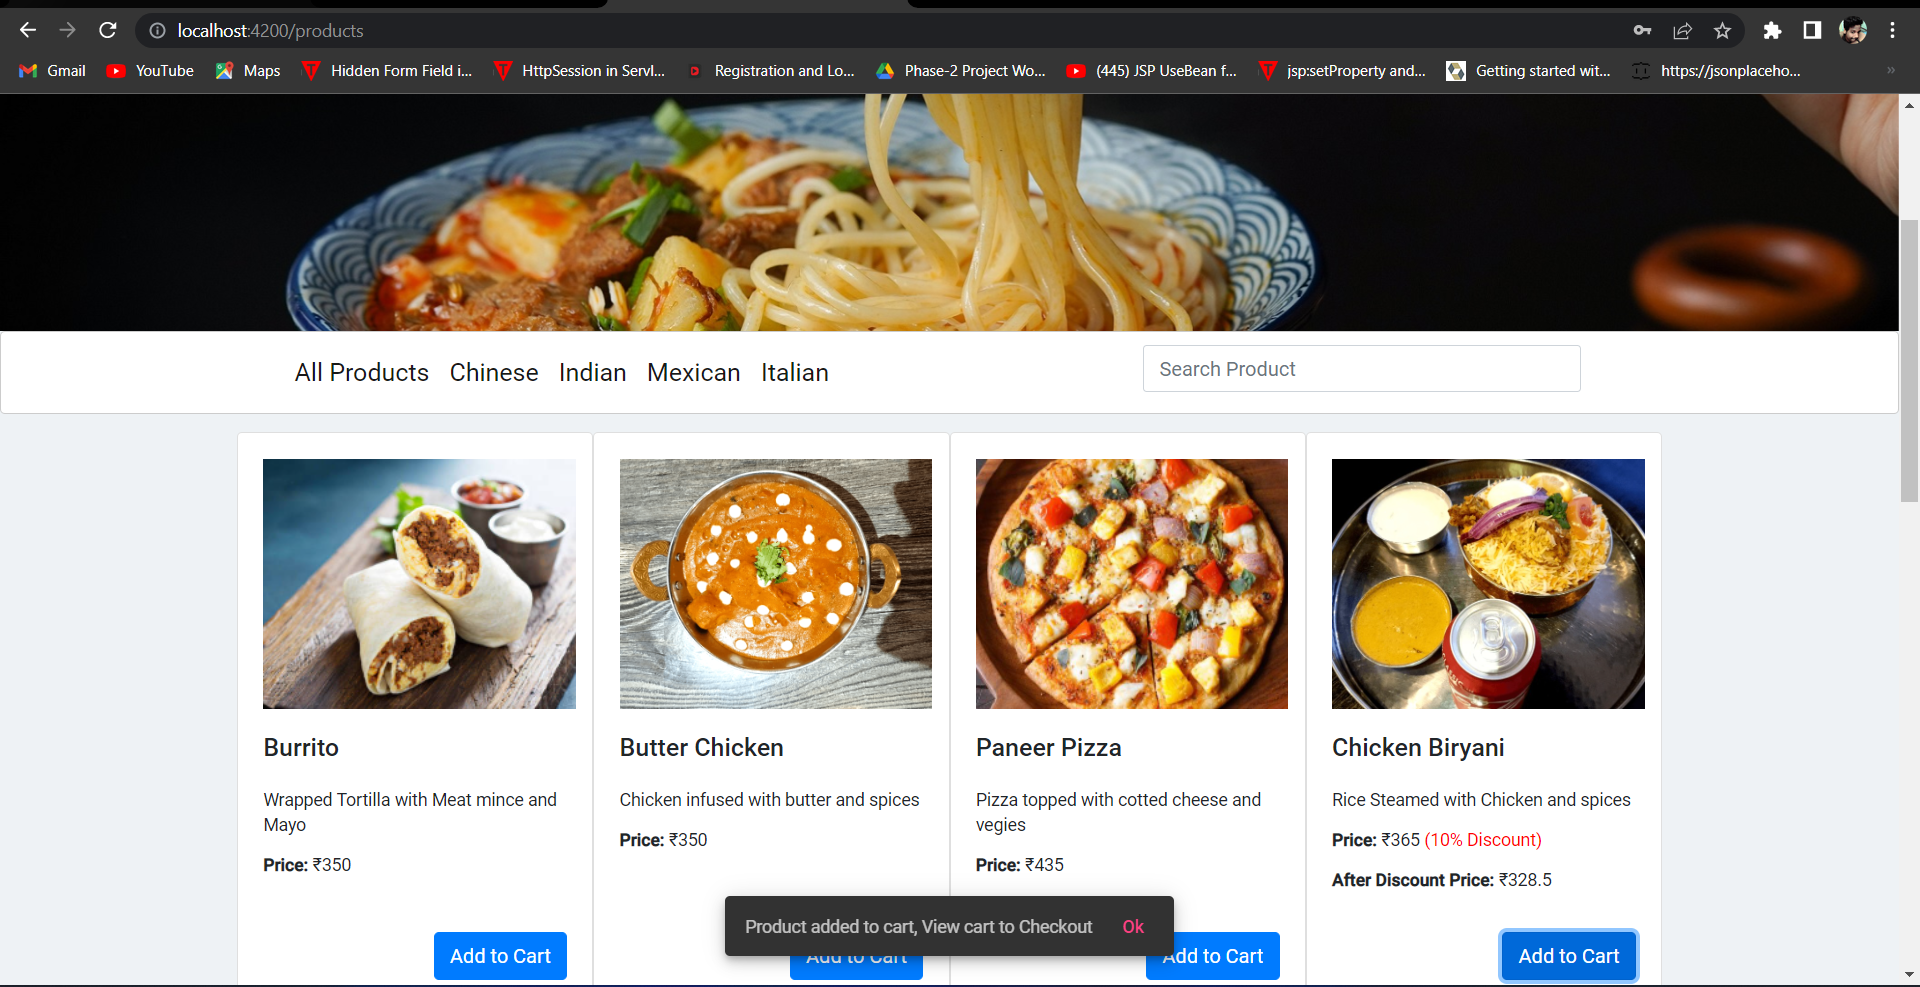 localhost:4200/products
Gmail YouTube Maps Hidden Form Field i... HttpSession in Servl... Registration and Lo... Phase-2 Project Wo... (445) JSP UseBean f... jsp:setProperty and... Getting started wit... https://jsonplaceho... »
All Products Chinese Indian Mexican Italian Search Product
Burrito
Wrapped Tortilla with Meat mince and
Mayo
Price: ₹350
Add to Cart
Butter Chicken
Chicken infused with butter and spices
Price: ₹350
Add to Cart
Paneer Pizza
Pizza topped with cotted cheese and
vegies
Price: ₹435
Add to Cart
Chicken Biryani
Rice Steamed with Chicken and spices
Price: ₹365 (10% Discount)
After Discount Price: ₹328.5
Add to Cart
Product added to cart, View cart to Checkout Ok